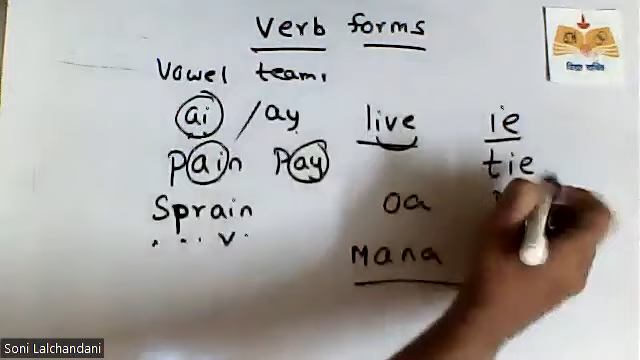 Verb forms
Vowel team,
ai / ay
live
ie
pain pay
tie
Sprain
oa
v
Mana
Soni Lalchandani